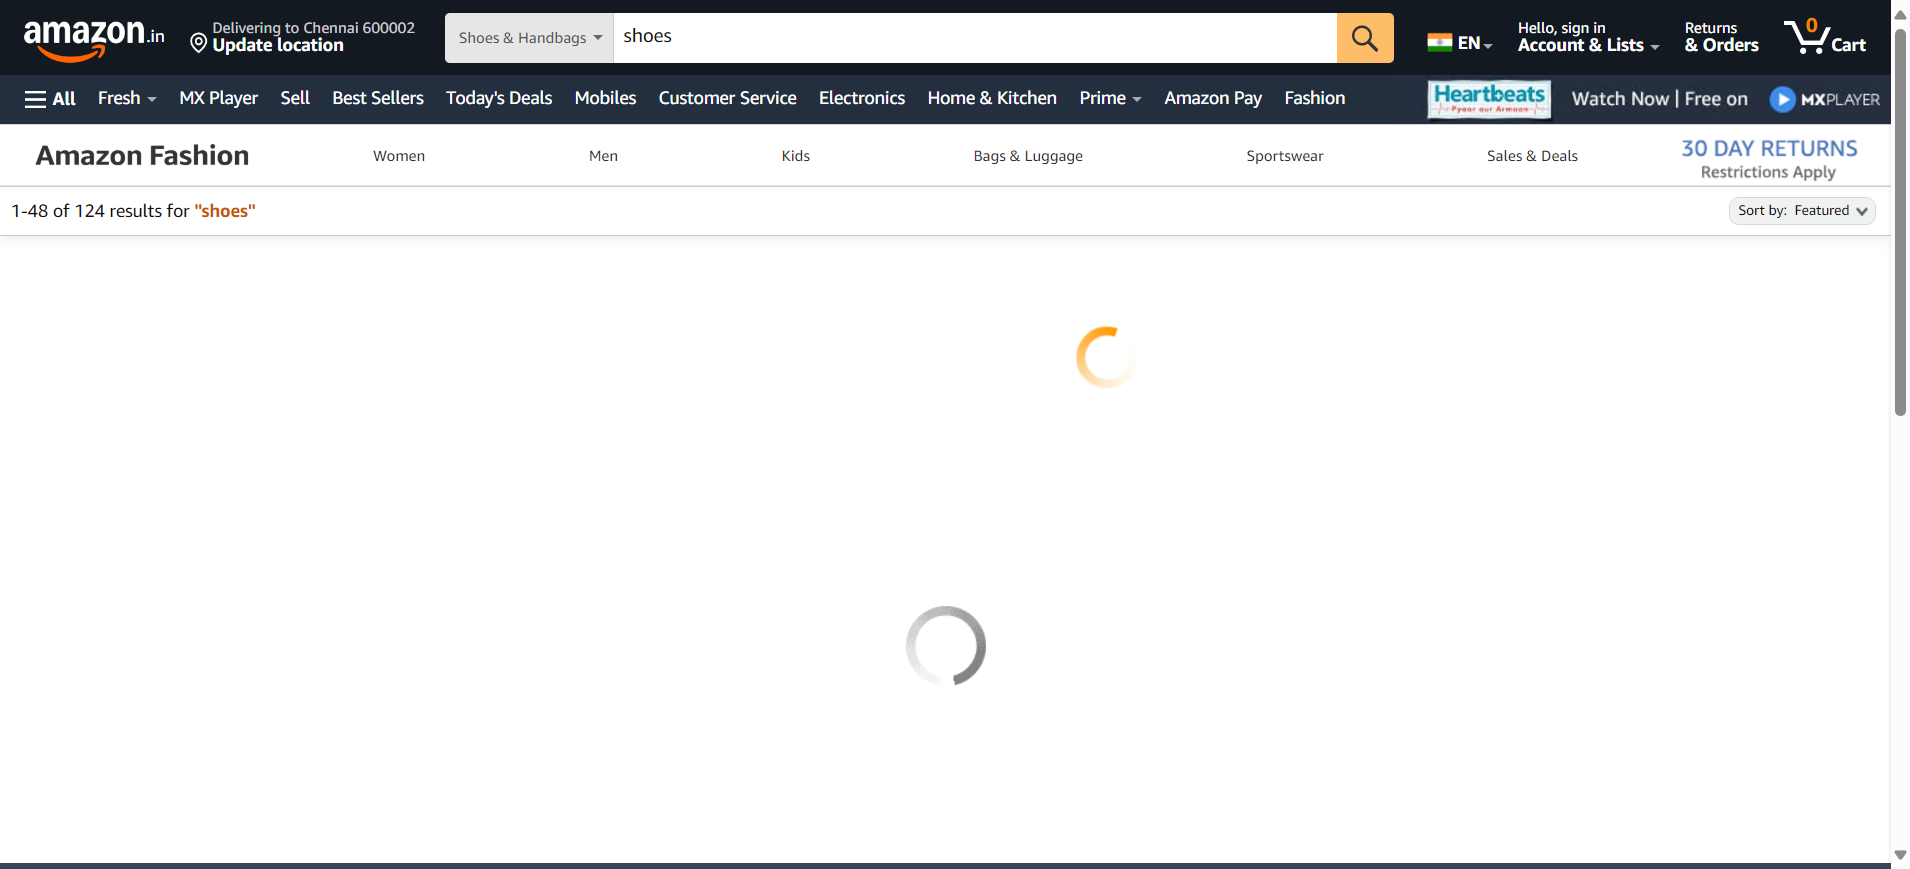 amazon.in
Delivering to Chennai 600002
Update location
Shoes & Handbags
shoes
EN
Hello, sign in
Account & Lists
Returns
& Orders
0
Cart
All
Fresh
MX Player
Sell
Best Sellers
Today's Deals
Mobiles
Customer Service
Electronics
Home & Kitchen
Prime
Amazon Pay
Fashion
Heartbeats
Pyaar aur Armaan
Watch Now | Free on
MXPLAYER
Amazon Fashion
Women
Men
Kids
Bags & Luggage
Sportswear
Sales & Deals
30 DAY RETURNS
Restrictions Apply
1-48 of 124 results for "shoes"
Sort by: Featured